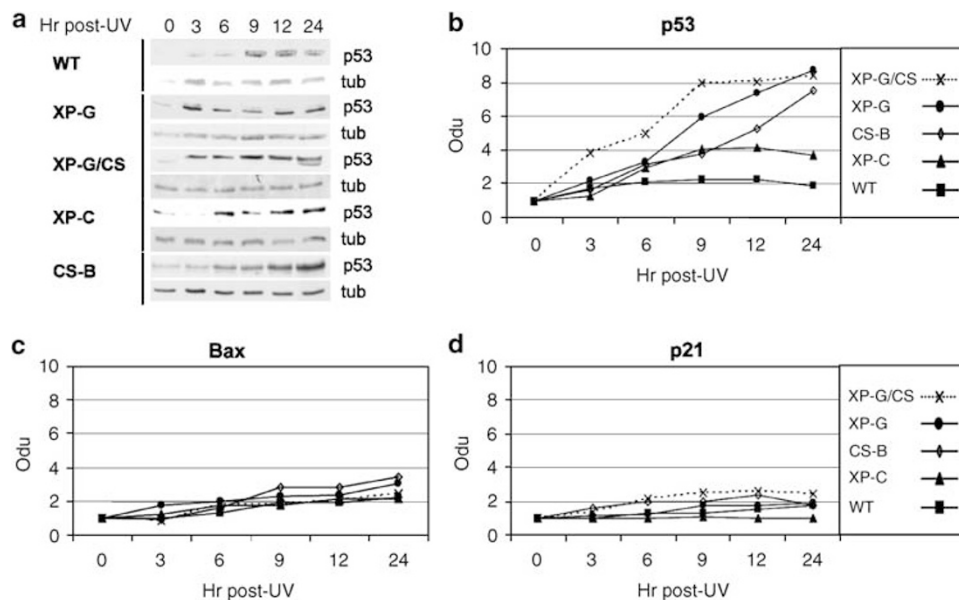 a
Hr post-UV 0 3 6 9 12 24
WT
p53
tub
XP-G
p53
tub
XP-G/CS
p53
tub
XP-C
p53
tub
CS-B
p53
tub
b
p53
Odu
10
8
6
4
2
0
0 3 6 9 12 24
Hr post-UV
XP-G/CS
XP-G
CS-B
XP-C
WT
c
Bax
Odu
10
8
6
4
2
0
0 3 6 9 12 24
Hr post-UV
d
p21
Odu
10
8
6
4
2
0
0 3 6 9 12 24
Hr post-UV
XP-G/CS
XP-G
CS-B
XP-C
WT